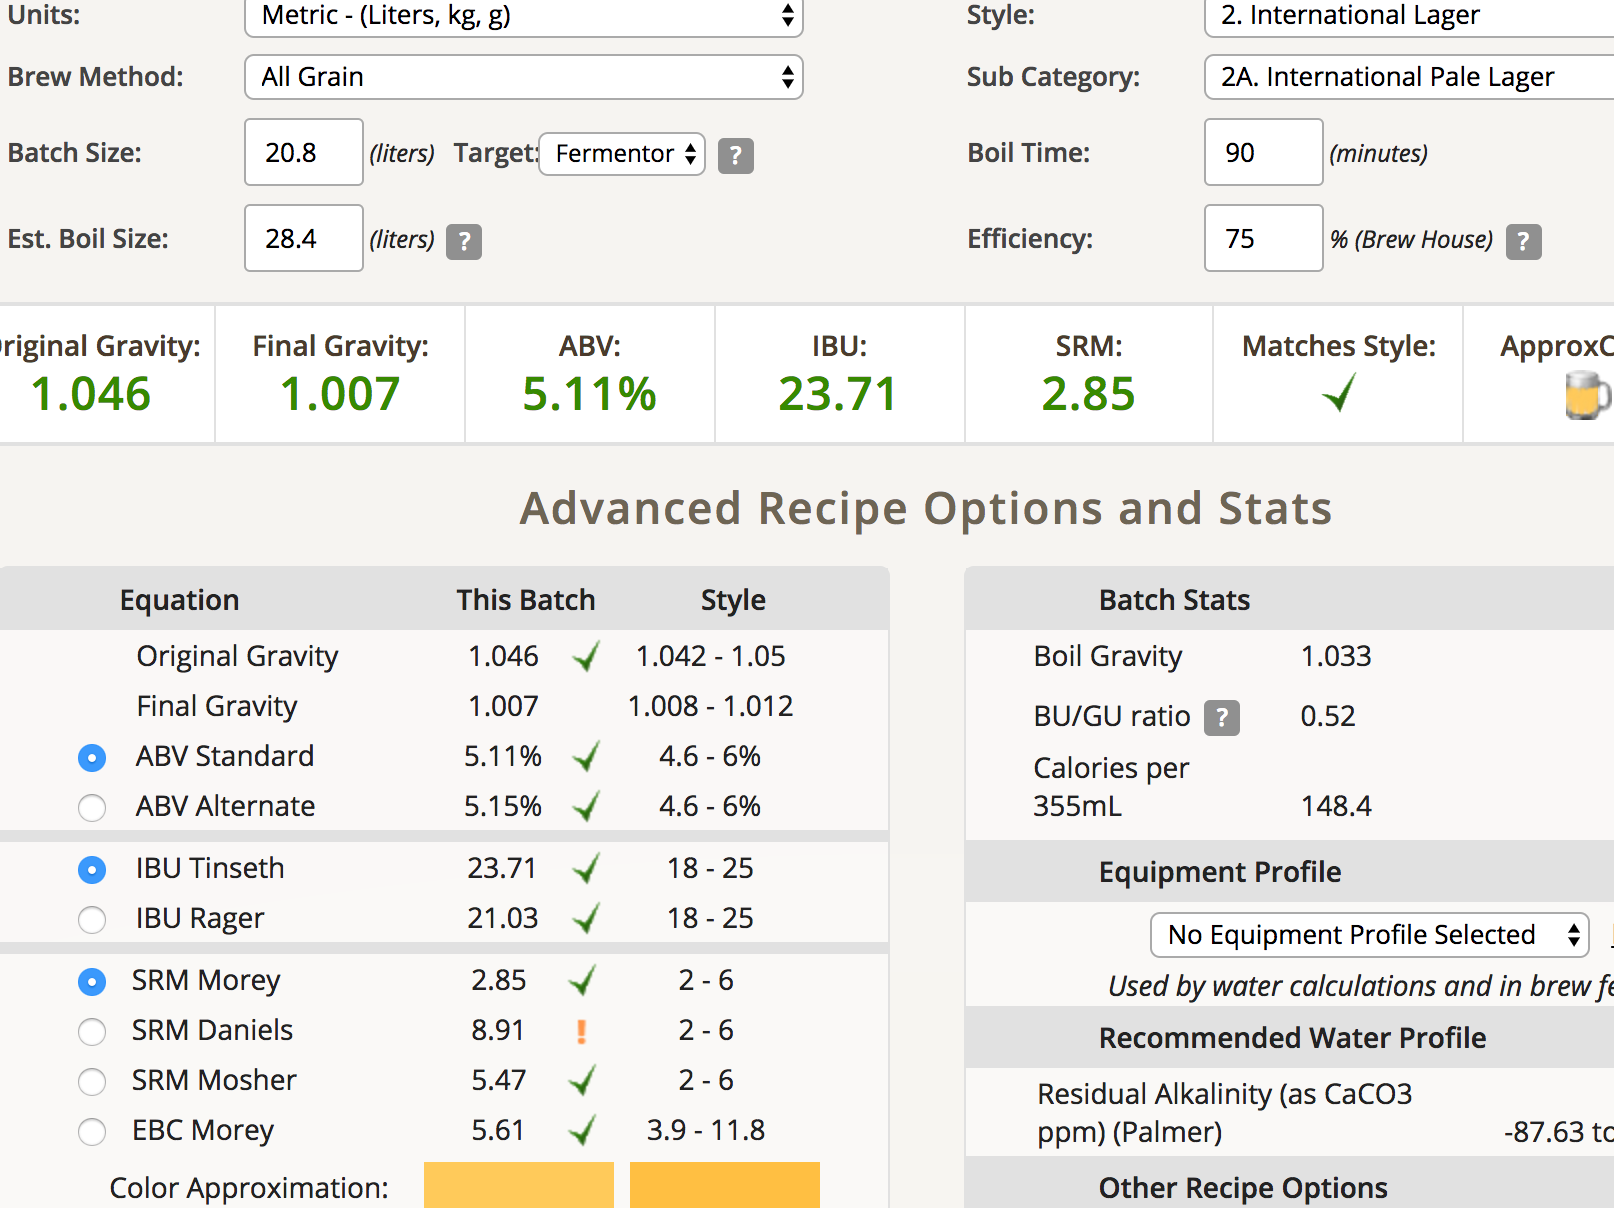 Units: Metric - (Liters, kg, g) Style: 2. International Lager
Brew Method: All Grain Sub Category: 2A. International Pale Lager
Batch Size: 20.8 (liters) Target: Fermentor ? Boil Time: 90 (minutes)
Est. Boil Size: 28.4 (liters) ? Efficiency: 75 % (Brew House) ?
riginal Gravity: Final Gravity: ABV: IBU: SRM: Matches Style: ApproxC
1.046 1.007 5.11% 23.71 2.85
Advanced Recipe Options and Stats
Equation This Batch Style
Original Gravity 1.046 1.042 - 1.05
Final Gravity 1.007 1.008 - 1.012
ABV Standard 5.11% 4.6 - 6%
ABV Alternate 5.15% 4.6 - 6%
IBU Tinseth 23.71 18 - 25
IBU Rager 21.03 18 - 25
SRM Morey 2.85 2 - 6
SRM Daniels 8.91 ! 2 - 6
SRM Mosher 5.47 2 - 6
EBC Morey 5.61 3.9 - 11.8
Color Approximation:
Batch Stats
Boil Gravity 1.033
BU/GU ratio ? 0.52
Calories per
355mL 148.4
Equipment Profile
No Equipment Profile Selected
Used by water calculations and in brew fe
Recommended Water Profile
Residual Alkalinity (as CaCO3
ppm) (Palmer) -87.63 to
Other Recipe Options